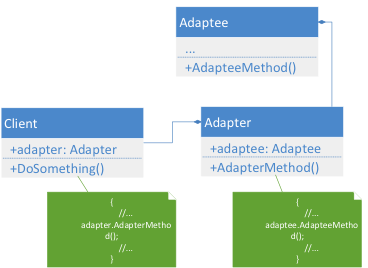 Adaptee
...
+AdapteeMethod()
Client
+adapter: Adapter
+DoSomething()
Adapter
+adaptee: Adaptee
+AdapterMethod()
{
//...
adapter.AdapterMetho
d();
//...
}
{
//...
adaptee.AdapteeMetho
d();
//...
}